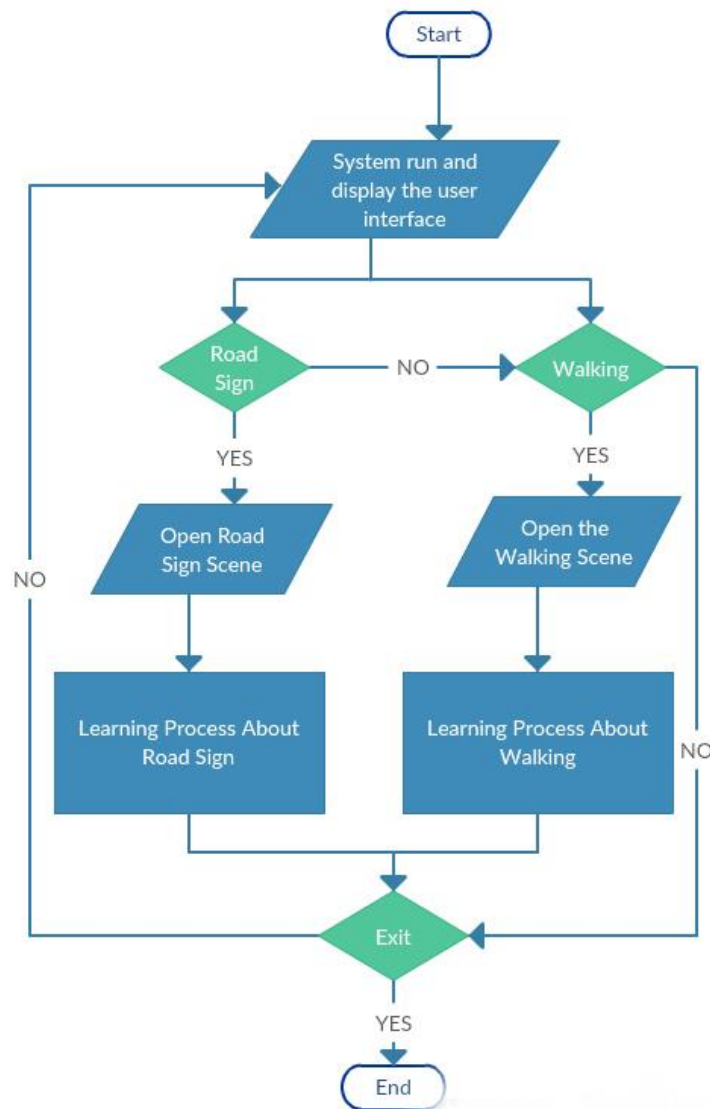 Start
System run and
display the user
interface
Road
Sign
NO
Walking
YES
YES
Open Road
Sign Scene
Open the
Walking Scene
NO
Learning Process About
Road Sign
Learning Process About
Walking
NO
Exit
YES
End